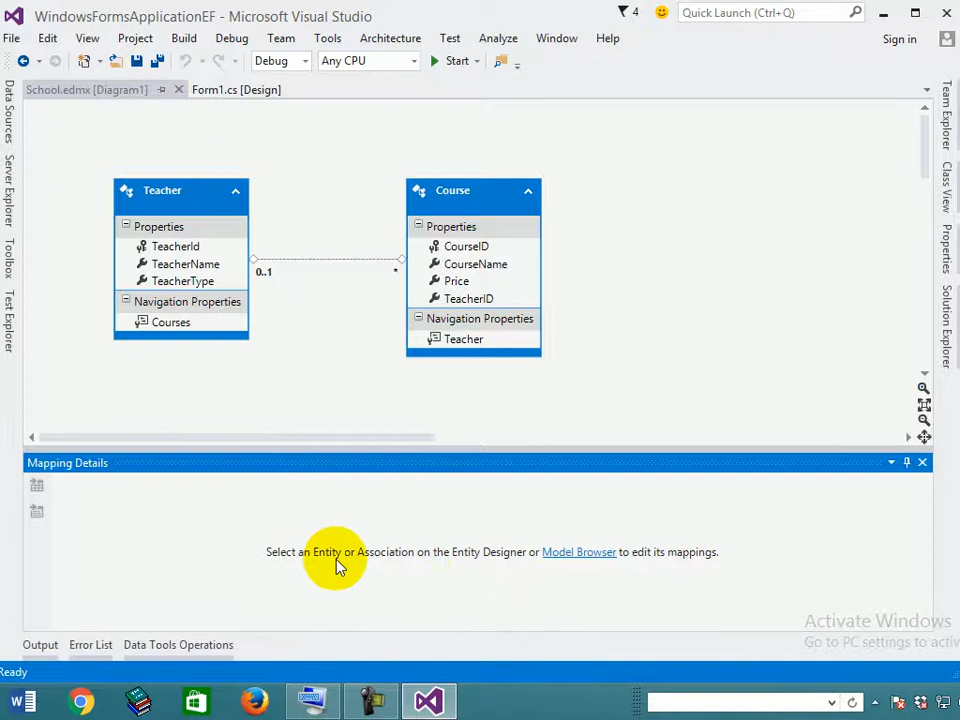 WindowsFormsApplicationEF - Microsoft Visual Studio
4
Quick Launch (Ctrl+Q)
File Edit View Project Build Debug Team Tools Architecture Test Analyze Window Help
Sign in
Debug Any CPU Start
School.edmx [Diagram1] Form1.cs [Design]
Data Sources
Server Explorer
Toolbox
Test Explorer
Teacher
Properties
TeacherId
TeacherName
TeacherType
Navigation Properties
Courses
0..1
*
Course
Properties
CourseID
CourseName
Price
TeacherID
Navigation Properties
Teacher
Team Explorer
Class View
Properties
Solution Explorer
Mapping Details
Select an Entity or Association on the Entity Designer or Model Browser to edit its mappings.
Activate Windows
Go to PC settings to activ
Output Error List Data Tools Operations
Ready